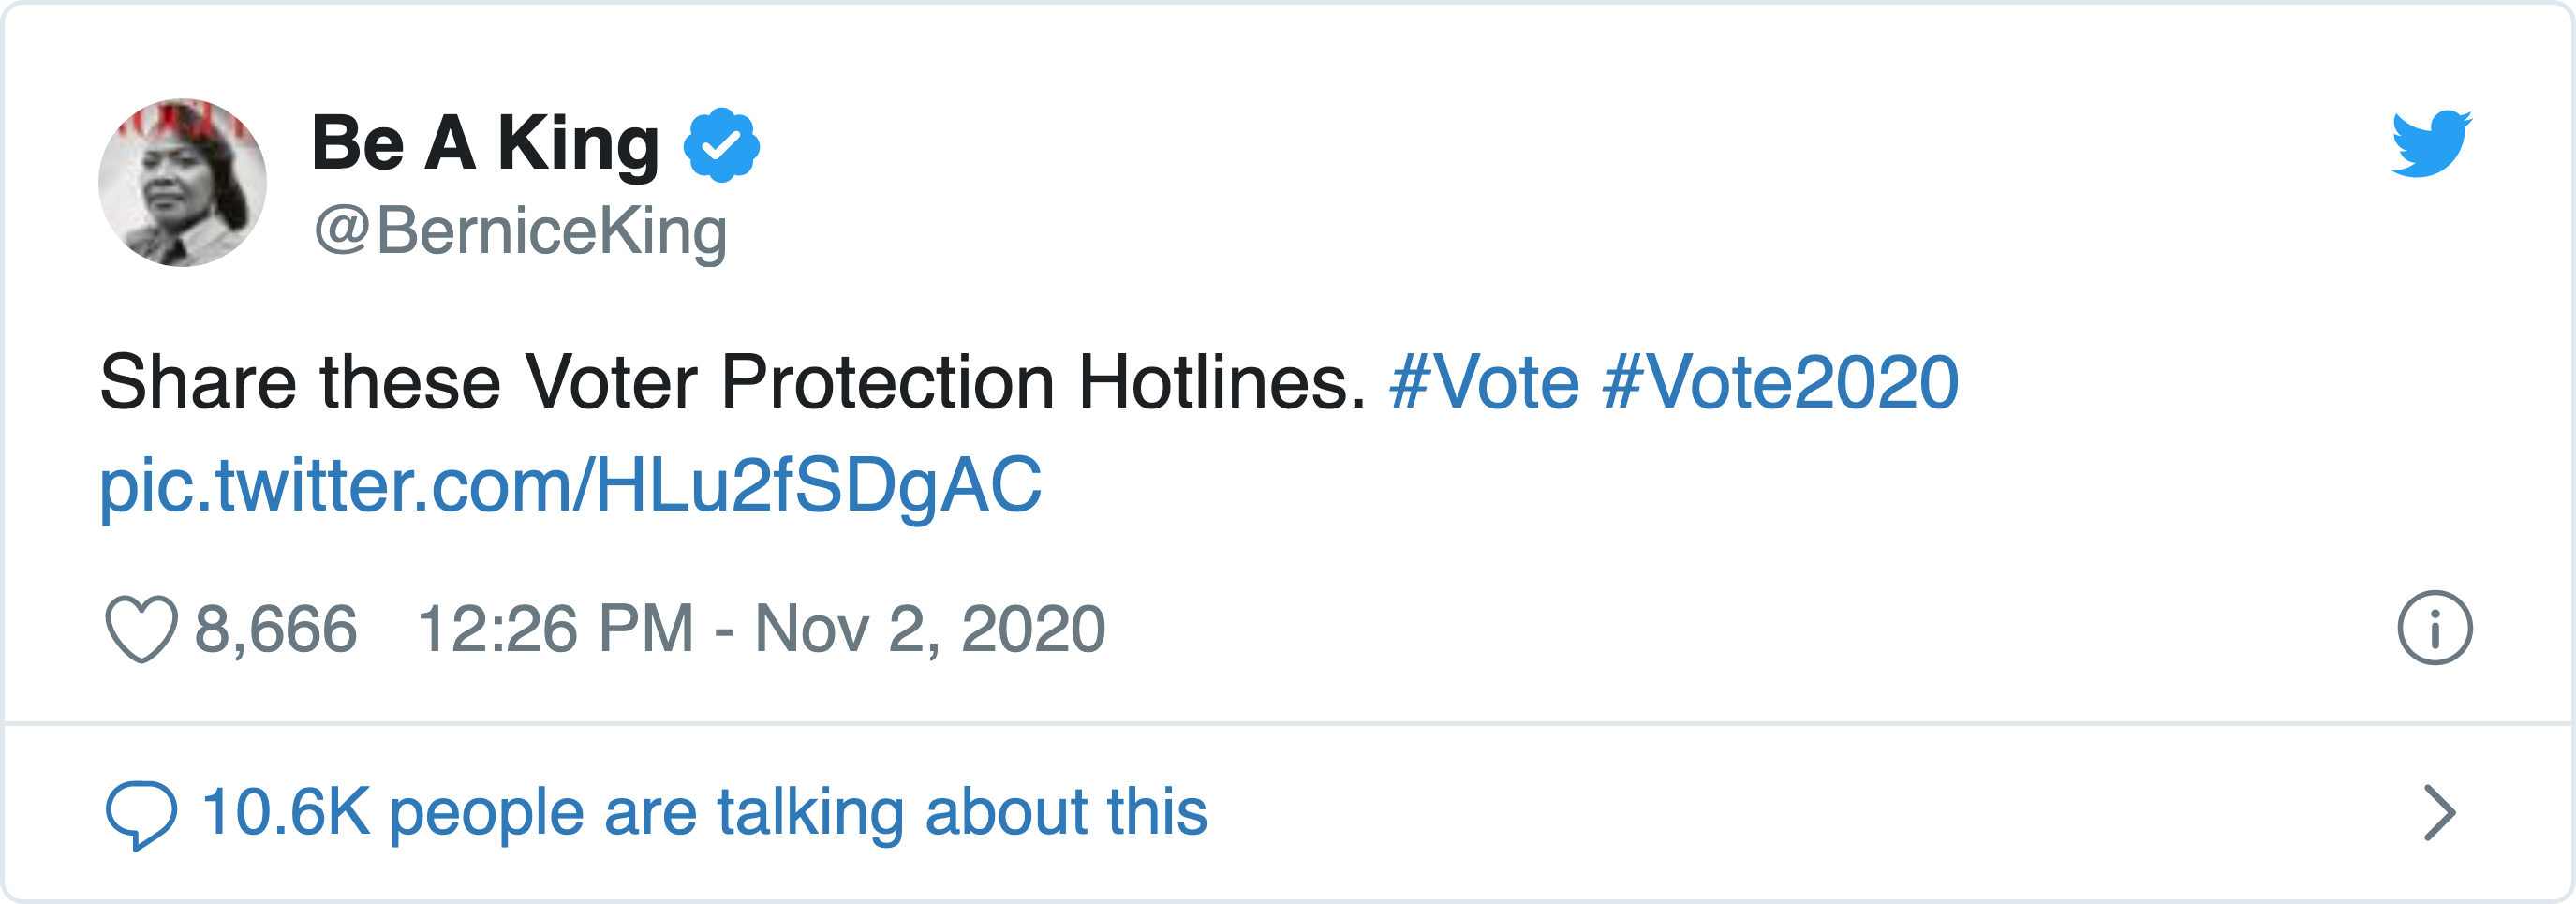 Be A King
@BerniceKing
Share these Voter Protection Hotlines. #Vote #Vote2020
pic.twitter.com/HLu2fSDgAC
8,666 12:26 PM - Nov 2, 2020
10.6K people are talking about this